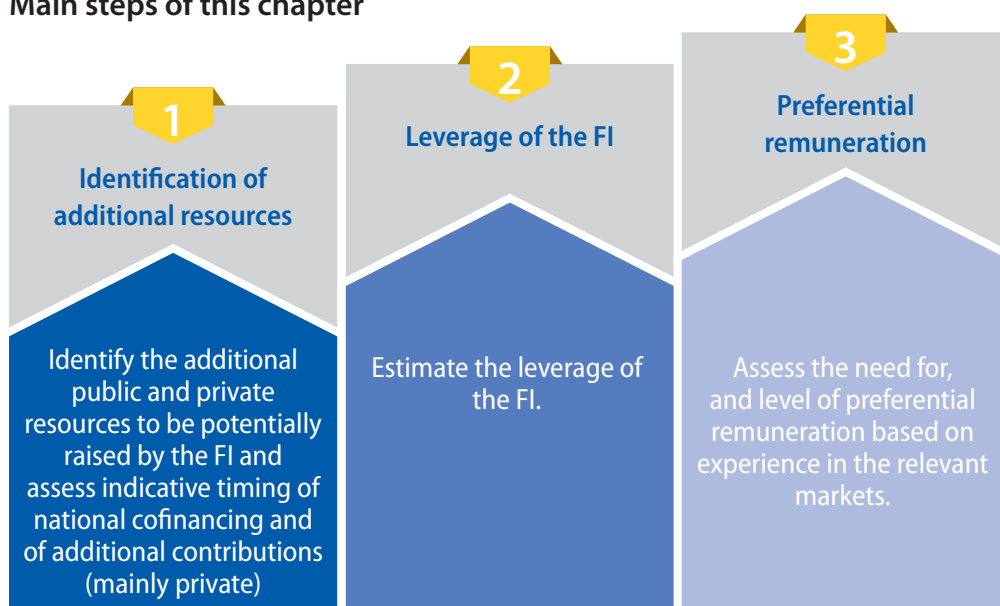 Main steps of this chapter
1
Identification of
additional resources
Identify the additional
public and private
resources to be potentially
raised by the FI and
assess indicative timing of
national cofinancing and
of additional contributions
(mainly private)
2
Leverage of the FI
Estimate the leverage of
the FI.
3
Preferential
remuneration
Assess the need for,
and level of preferential
remuneration based on
experience in the relevant
markets.